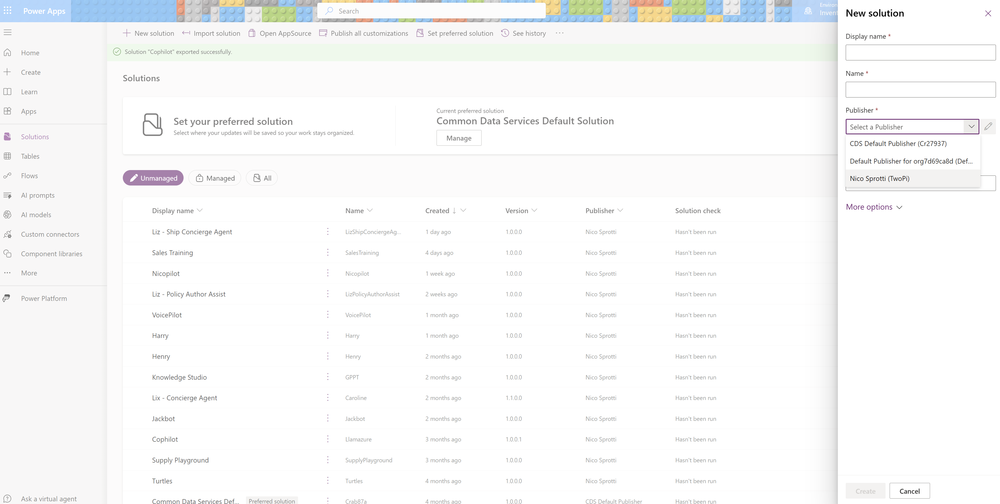 Power Apps
Search
Environ
Invent
Home
Create
Learn
Apps
Solutions
Tables
Flows
AI prompts
AI models
Custom connectors
Component libraries
More
Power Platform
Ask a virtual agent
New solution
Import solution
Open AppSource
Publish all customizations
Set preferred solution
See history
Solution "Cophilot" exported successfully.
Solutions
Set your preferred solution
Select where your updates will be saved so your work stays organized.
Current preferred solution
Common Data Services Default Solution
Manage
Unmanaged
Managed
All
Display name Name Created Version Publisher Solution check
Liz - Ship Concierge Agent LizShipConciergeAg... 1 day ago 1.0.0.0 Nico Sprotti Hasn't been run
Sales Training SalesTraining 4 days ago 1.0.0.0 Nico Sprotti Hasn't been run
Nicopilot Nicopilot 1 week ago 1.0.0.0 Nico Sprotti Hasn't been run
Liz - Policy Author Assist LizPolicyAuthorAssist 2 weeks ago 1.0.0.0 Nico Sprotti Hasn't been run
VoicePilot VoicePilot 1 month ago 1.0.0.0 Nico Sprotti Hasn't been run
Harry Harry 1 month ago 1.0.0.0 Nico Sprotti Hasn't been run
Henry Henry 2 months ago 1.0.0.0 Nico Sprotti Hasn't been run
Knowledge Studio GPPT 2 months ago 1.0.0.0 Nico Sprotti Hasn't been run
Lix - Concierge Agent Caroline 2 months ago 1.1.0.0 Nico Sprotti Hasn't been run
Jackbot Jackbot 2 months ago 1.0.0.0 Nico Sprotti Hasn't been run
Cophilot Llamazure 3 months ago 1.0.0.1 Nico Sprotti Hasn't been run
Supply Playground SupplyPlayground 3 months ago 1.0.0.0 Nico Sprotti Hasn't been run
Turtles Turtles 4 months ago 1.0.0.0 Nico Sprotti Hasn't been run
Common Data Services Def... Preferred solution Crab87a 4 months ago 1.0.0.0 CDS Default Publisher Hasn't been run
New solution
Display name *
Name *
Publisher *
Select a Publisher
CDS Default Publisher (Cr27937)
Default Publisher for org7d69ca8d (Def...
Nico Sprotti (TwoPi)
More options
Create
Cancel